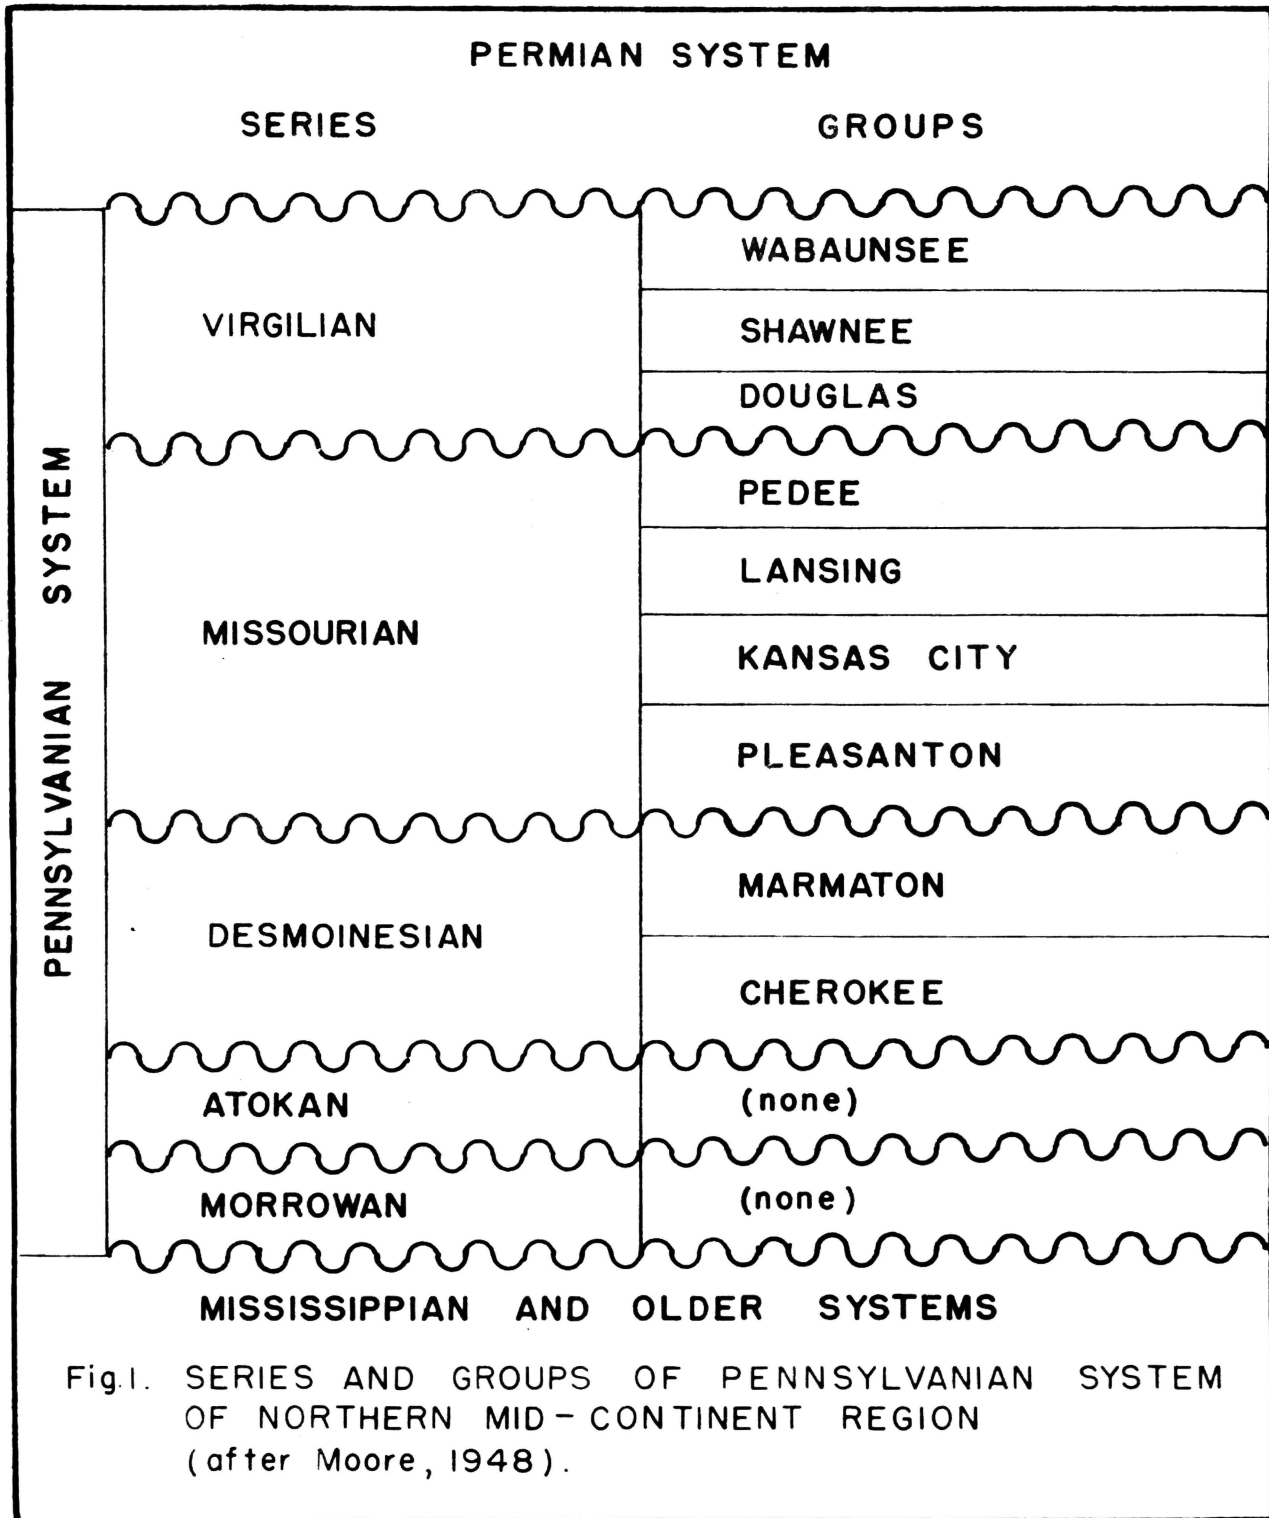 PERMIAN SYSTEM
SERIES GROUPS
PENNSYLVANIAN SYSTEM
VIRGILIAN
WABAUNSEE
SHAWNEE
DOUGLAS
MISSOURIAN
PEDEE
LANSING
KANSAS CITY
PLEASANTON
DESMOINESIAN
MARMATON
CHEROKEE
ATOKAN
(none)
MORROWAN
(none)
MISSISSIPPIAN AND OLDER SYSTEMS
Fig.1. SERIES AND GROUPS OF PENNSYLVANIAN SYSTEM
OF NORTHERN MID-CONTINENT REGION
(after Moore, 1948).